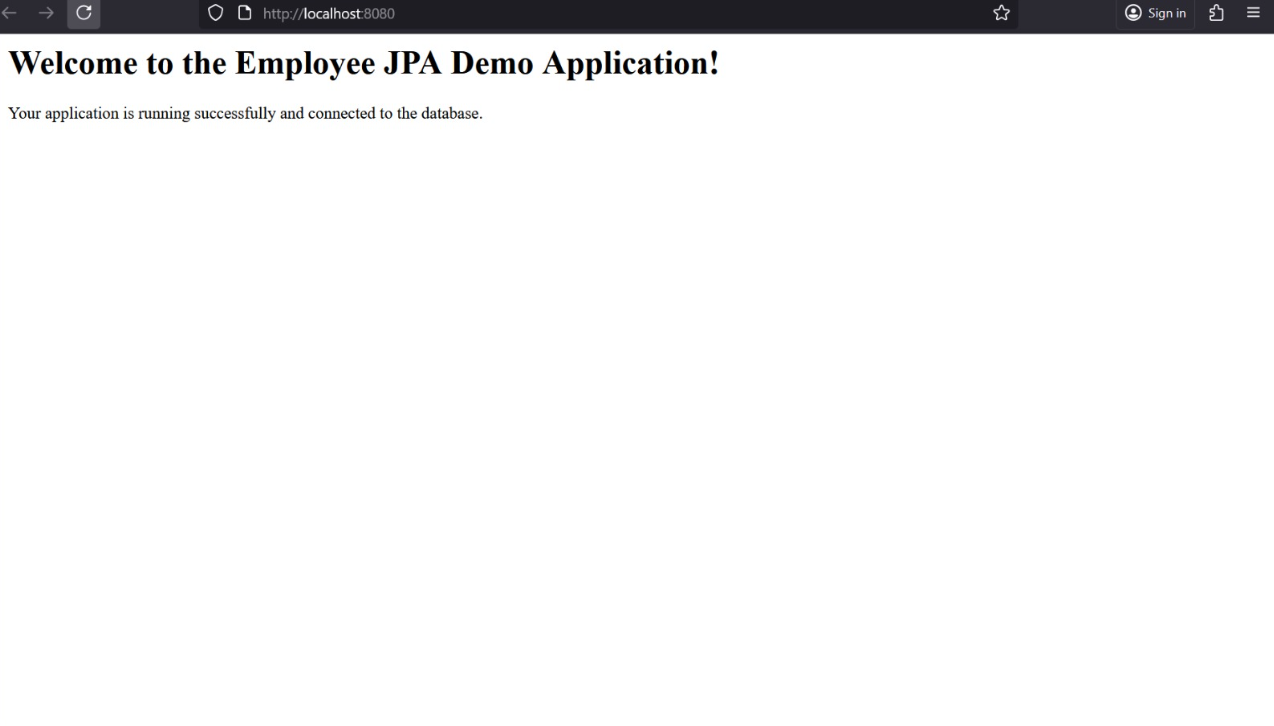 http://localhost:8080
Sign in
Welcome to the Employee JPA Demo Application!
Your application is running successfully and connected to the database.